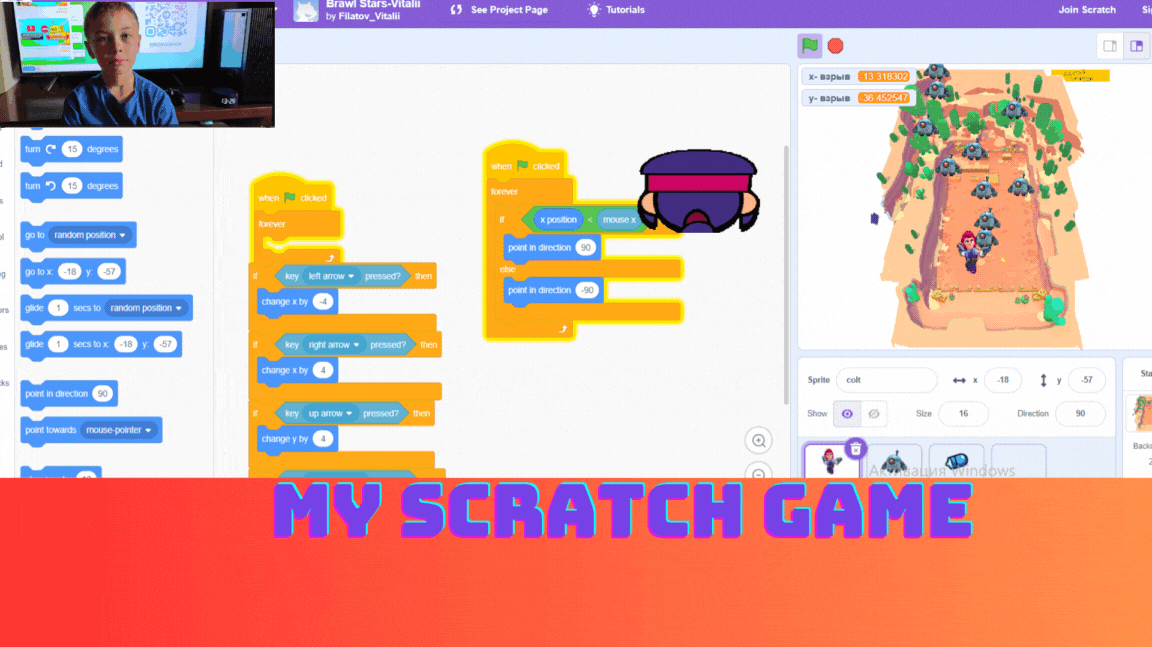 Brawl Stars-Vitalii
by Filatov_Vitalii
See Project Page
Tutorials
Join Scratch
13:20
turn 15 degrees
turn 15 degrees
go to random position
go to x: -18 y: -57
glide 1 secs to random position
glide 1 secs to x: -18 y: -57
point in direction 90
point towards mouse-pointer
when clicked
forever
if key left arrow pressed? then
change x by -4
if key right arrow pressed? then
change x by 4
if key up arrow pressed? then
change y by 4
when clicked
forever
if x position < mouse x
point in direction 90
else
point in direction -90
x- взрыв 13.318302
y- взрыв 36.452547
Sprite colt x -18 y -57
Show Size 16 Direction 90
Активация Windows
MY SCRATCH GAME